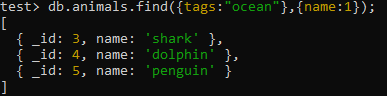 test> db.animals.find({tags:"ocean"},{name:1});
[
  { _id: 3, name: 'shark' },
  { _id: 4, name: 'dolphin' },
  { _id: 5, name: 'penguin' }
]